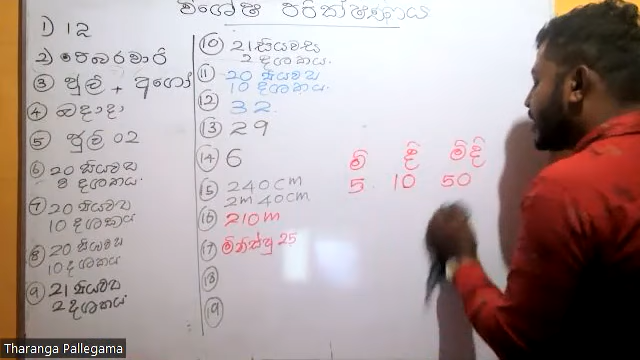 විශේෂ පරීක්ෂණය
1) 12
2) පෙබරවාරි
3 ජූලි + අගෝ
4 බදාදා
5 ජූලි 02
6 20 සියවස
8 දශකය.
7 20 සියවස
10 දශකය
8 20 සියවස
10 දශකය
9 21 සියවස
2 දශකය
10 21 සියවස
2 දශකය.
11 20 සියවස
10 දශකය.
12 32
13 29
14 6
15 240cm
2m 40cm
16 210m
17 මිනිත්තු 25
18
19
මී දි මීදි
5. 10 50
Tharanga Pallegama